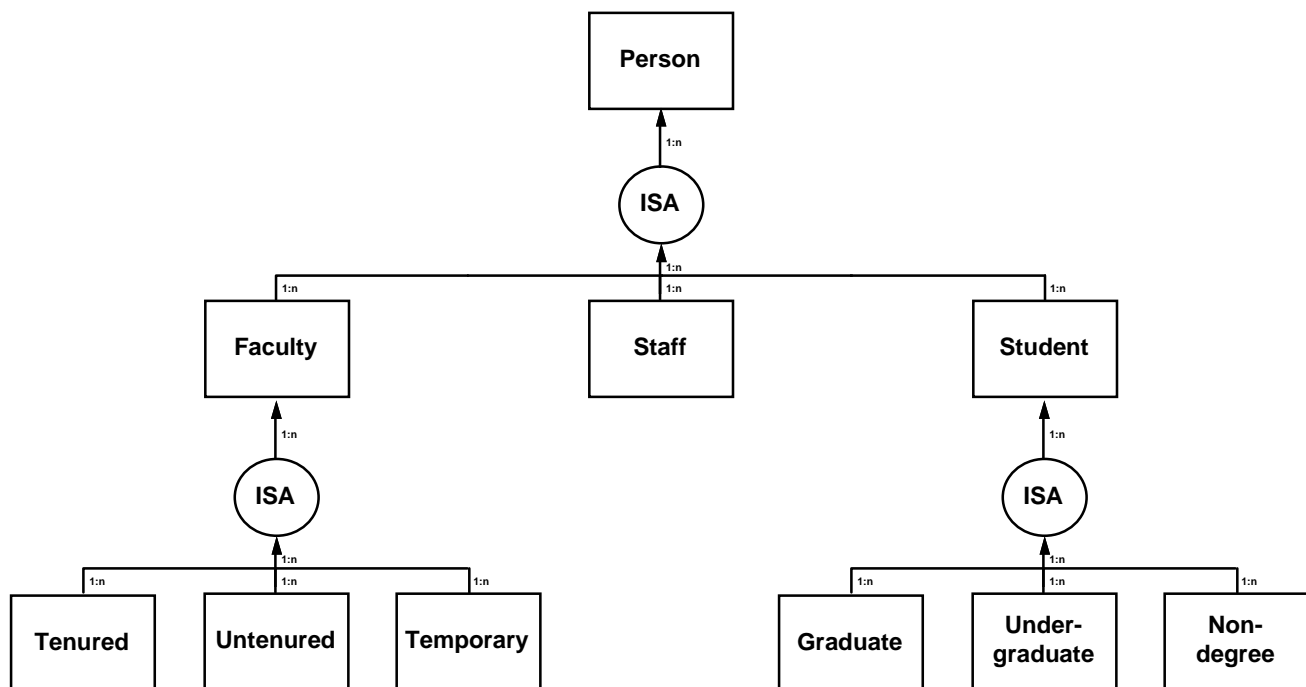 Person
1:n
ISA
1:n
1:n
1:n
1:n
Faculty
Staff
Student
1:n
1:n
ISA
ISA
1:n
1:n
1:n
1:n
1:n
1:n
1:n
1:n
Tenured
Untenured
Temporary
Graduate
Under-
graduate
Non-
degree